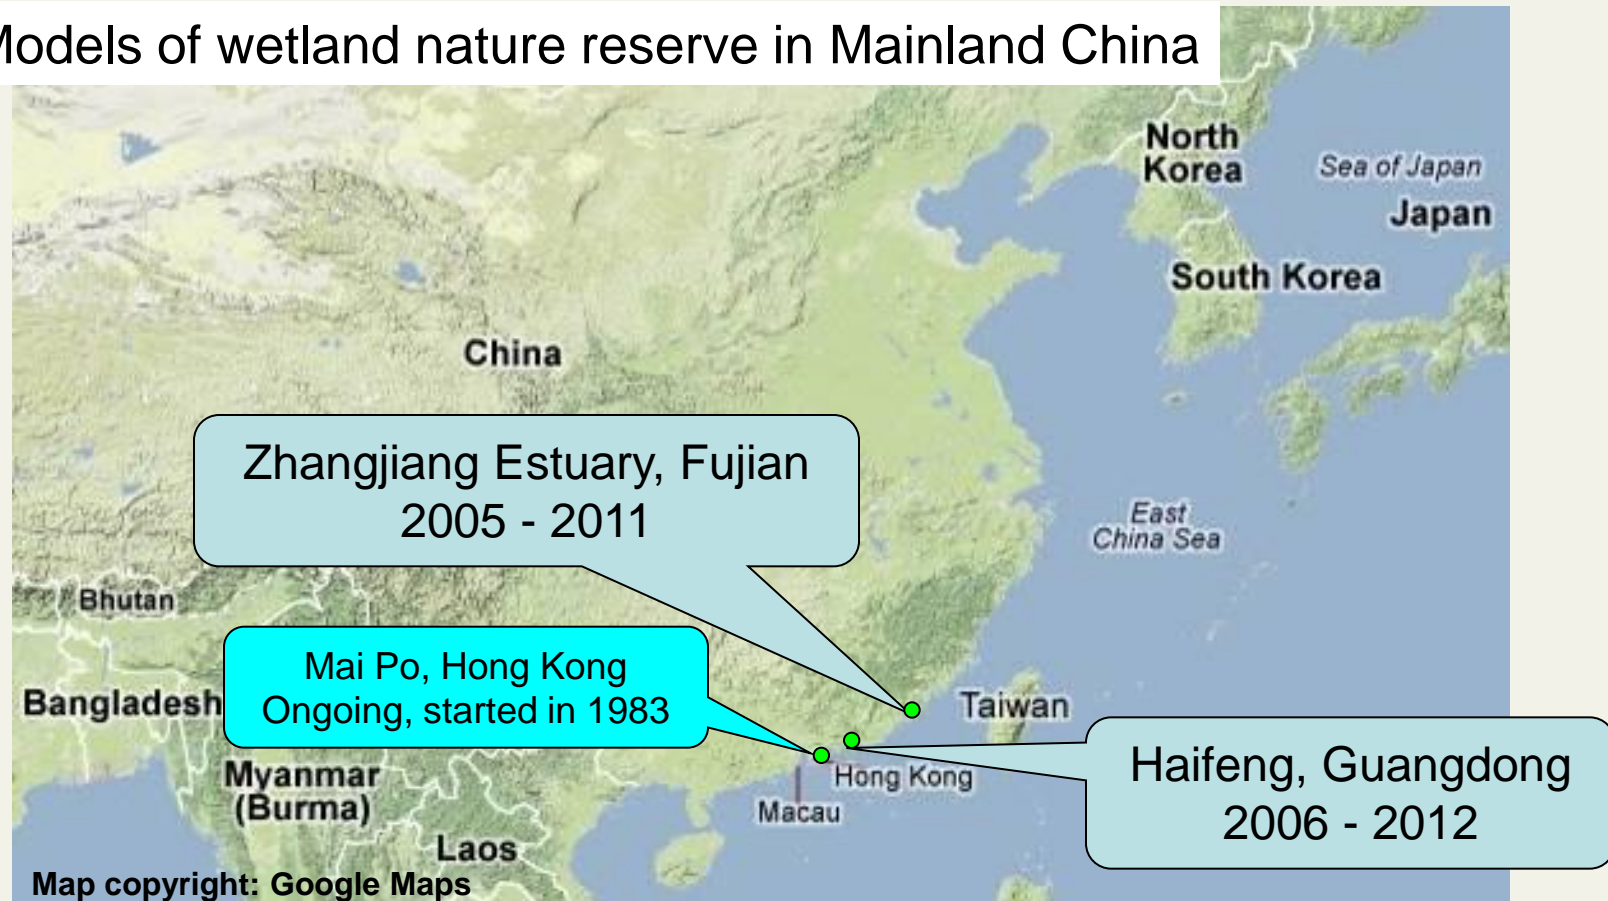 Models of wetland nature reserve in Mainland China
North
Korea
Sea of Japan
Japan
South Korea
China
Zhangjiang Estuary, Fujian
2005 - 2011
East
China Sea
Bhutan
Mai Po, Hong Kong
Ongoing, started in 1983
Bangladesh
Taiwan
Haifeng, Guangdong
2006 - 2012
Hong Kong
Macau
Myanmar
(Burma)
Laos
Map copyright: Google Maps